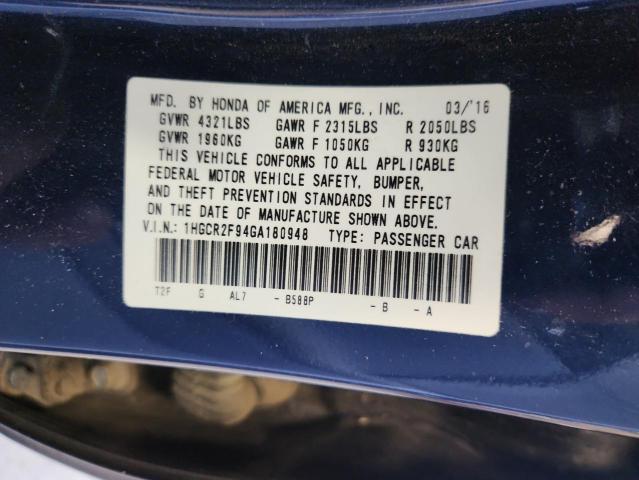 MFD. BY HONDA OF AMERICA MFG., INC. 03/'16
GVWR 4321LBS GAWR F 2315LBS R 2050LBS
GVWR 1960KG GAWR F 1050KG R 930KG
THIS VEHICLE CONFORMS TO ALL APPLICABLE
FEDERAL MOTOR VEHICLE SAFETY, BUMPER,
AND THEFT PREVENTION STANDARDS IN EFFECT
ON THE DATE OF MANUFACTURE SHOWN ABOVE.
V.I.N.: 1HGCR2F94GA180948 TYPE: PASSENGER CAR
T2F G AL7 - B588P - B - A